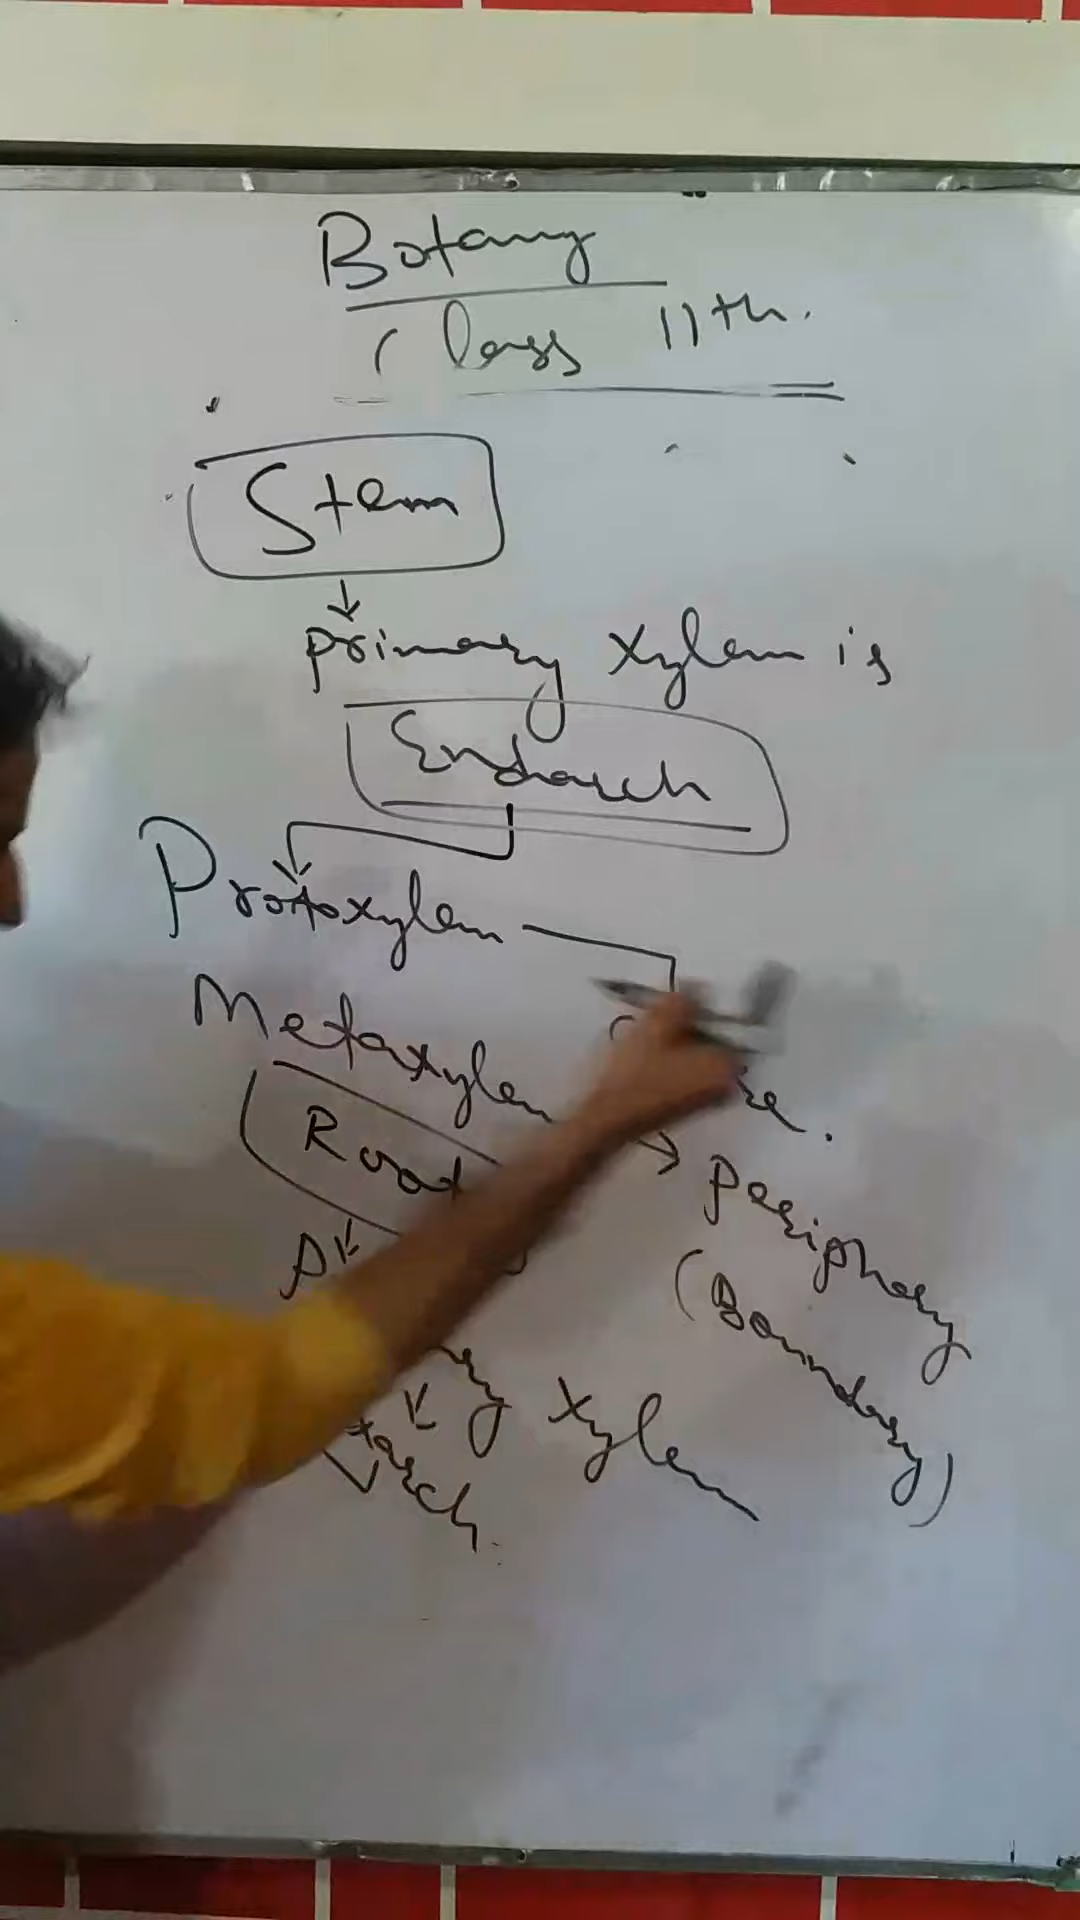 Botany
Class 11th.
Stem
Primary Xylem is
Endarch
Protoxylem
Metaxylem
Root
Periphery
(Boundary)
Xylem